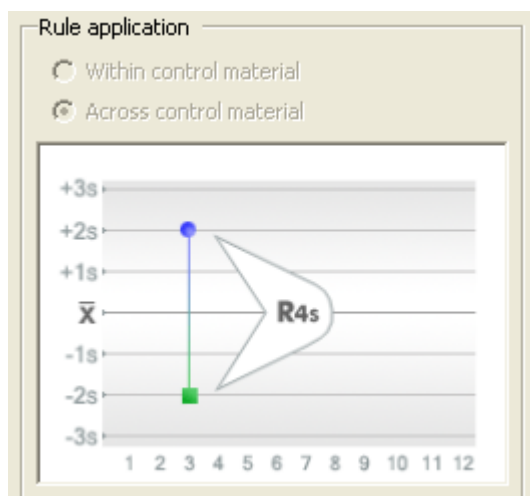 Rule application
Within control material
Across control material
+3s
+2s
+1s
x̄ R4s
-1s
-2s
-3s
1 2 3 4 5 6 7 8 9 10 11 12